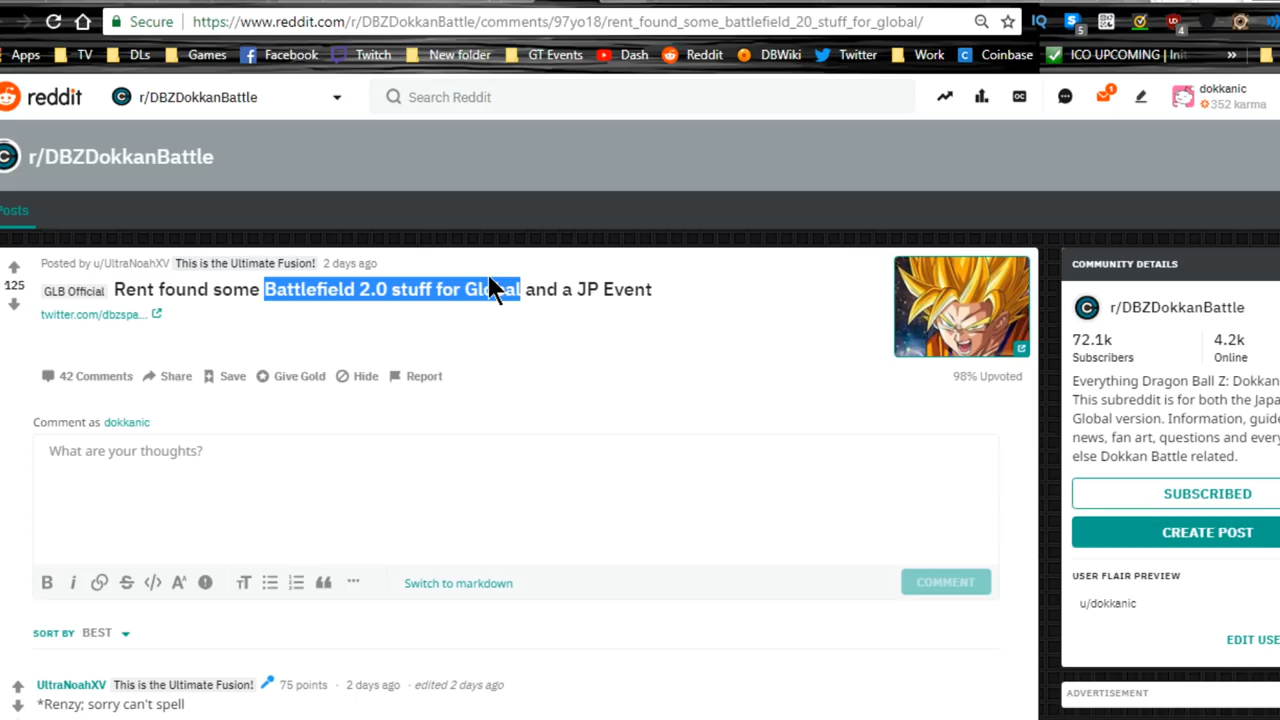 Secure https://www.reddit.com/r/DBZDokkanBattle/comments/97yo18/rent_found_some_battlefield_20_stuff_for_global/
IQ 5 4
Apps TV DLs Games Facebook Twitch New folder GT Events Dash Reddit DBWiki Twitter Work Coinbase ICO UPCOMING | Ini »
reddit r/DBZDokkanBattle Search Reddit OC 1 dokkanic
352 karma
r/DBZDokkanBattle
Posts
Posted by u/UltraNoahXV This is the Ultimate Fusion! 2 days ago
125
GLB Official Rent found some Battlefield 2.0 stuff for Global and a JP Event
twitter.com/dbzspa...
42 Comments Share Save Give Gold Hide Report 98% Upvoted
Comment as dokkanic
What are your thoughts?
B i S </> A TT Switch to markdown COMMENT
SORT BY BEST
UltraNoahXV This is the Ultimate Fusion! 75 points · 2 days ago · edited 2 days ago
*Renzy; sorry can't spell
COMMUNITY DETAILS
r/DBZDokkanBattle
72.1k 4.2k
Subscribers Online
Everything Dragon Ball Z: Dokkan
This subreddit is for both the Japa
Global version. Information, guide
news, fan art, questions and every
else Dokkan Battle related.
SUBSCRIBED
CREATE POST
USER FLAIR PREVIEW
u/dokkanic
EDIT USE
ADVERTISEMENT